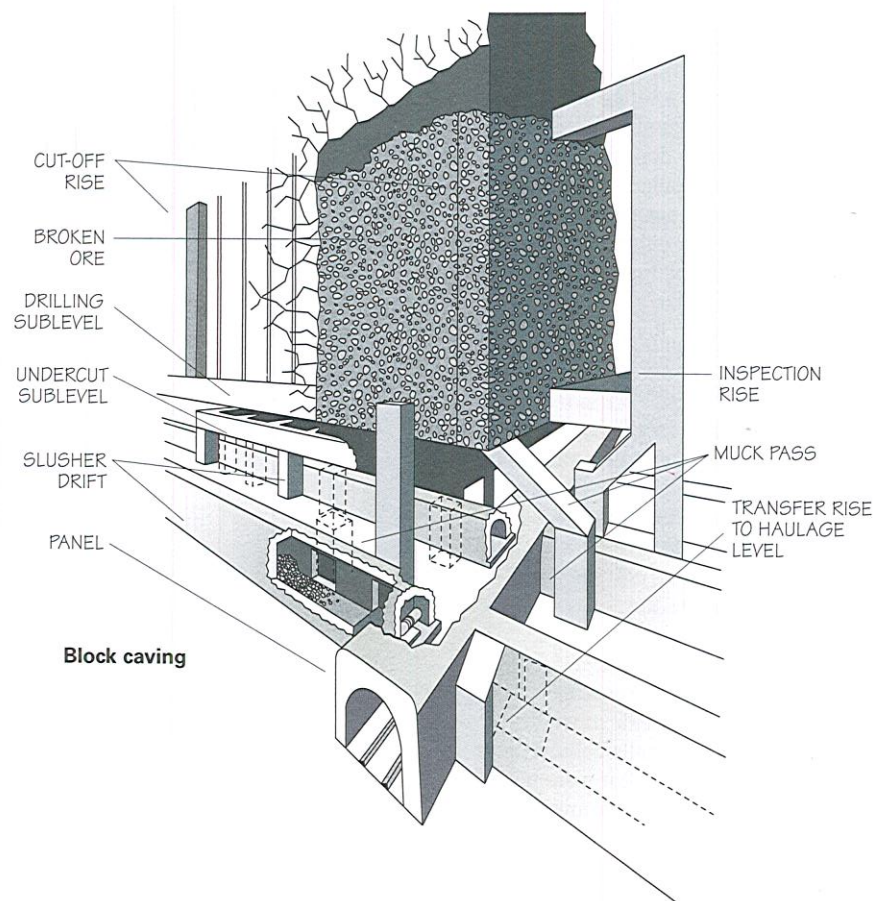 CUT-OFF
RISE
BROKEN
ORE
DRILLING
SUBLEVEL
UNDERCUT
SUBLEVEL
SLUSHER
DRIFT
PANEL
Block caving
INSPECTION
RISE
MUCK PASS
TRANSFER RISE
TO HAULAGE
LEVEL